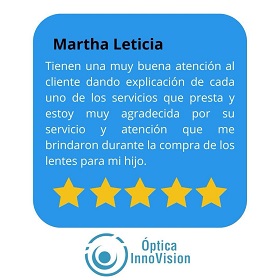 Martha Leticia
Tienen una muy buena atención al
cliente dando explicación de cada
uno de los servicios que presta y
estoy muy agradecida por su
servicio y atención que me
brindaron durante la compra de los
lentes para mi hijo.
Óptica
InnoVision